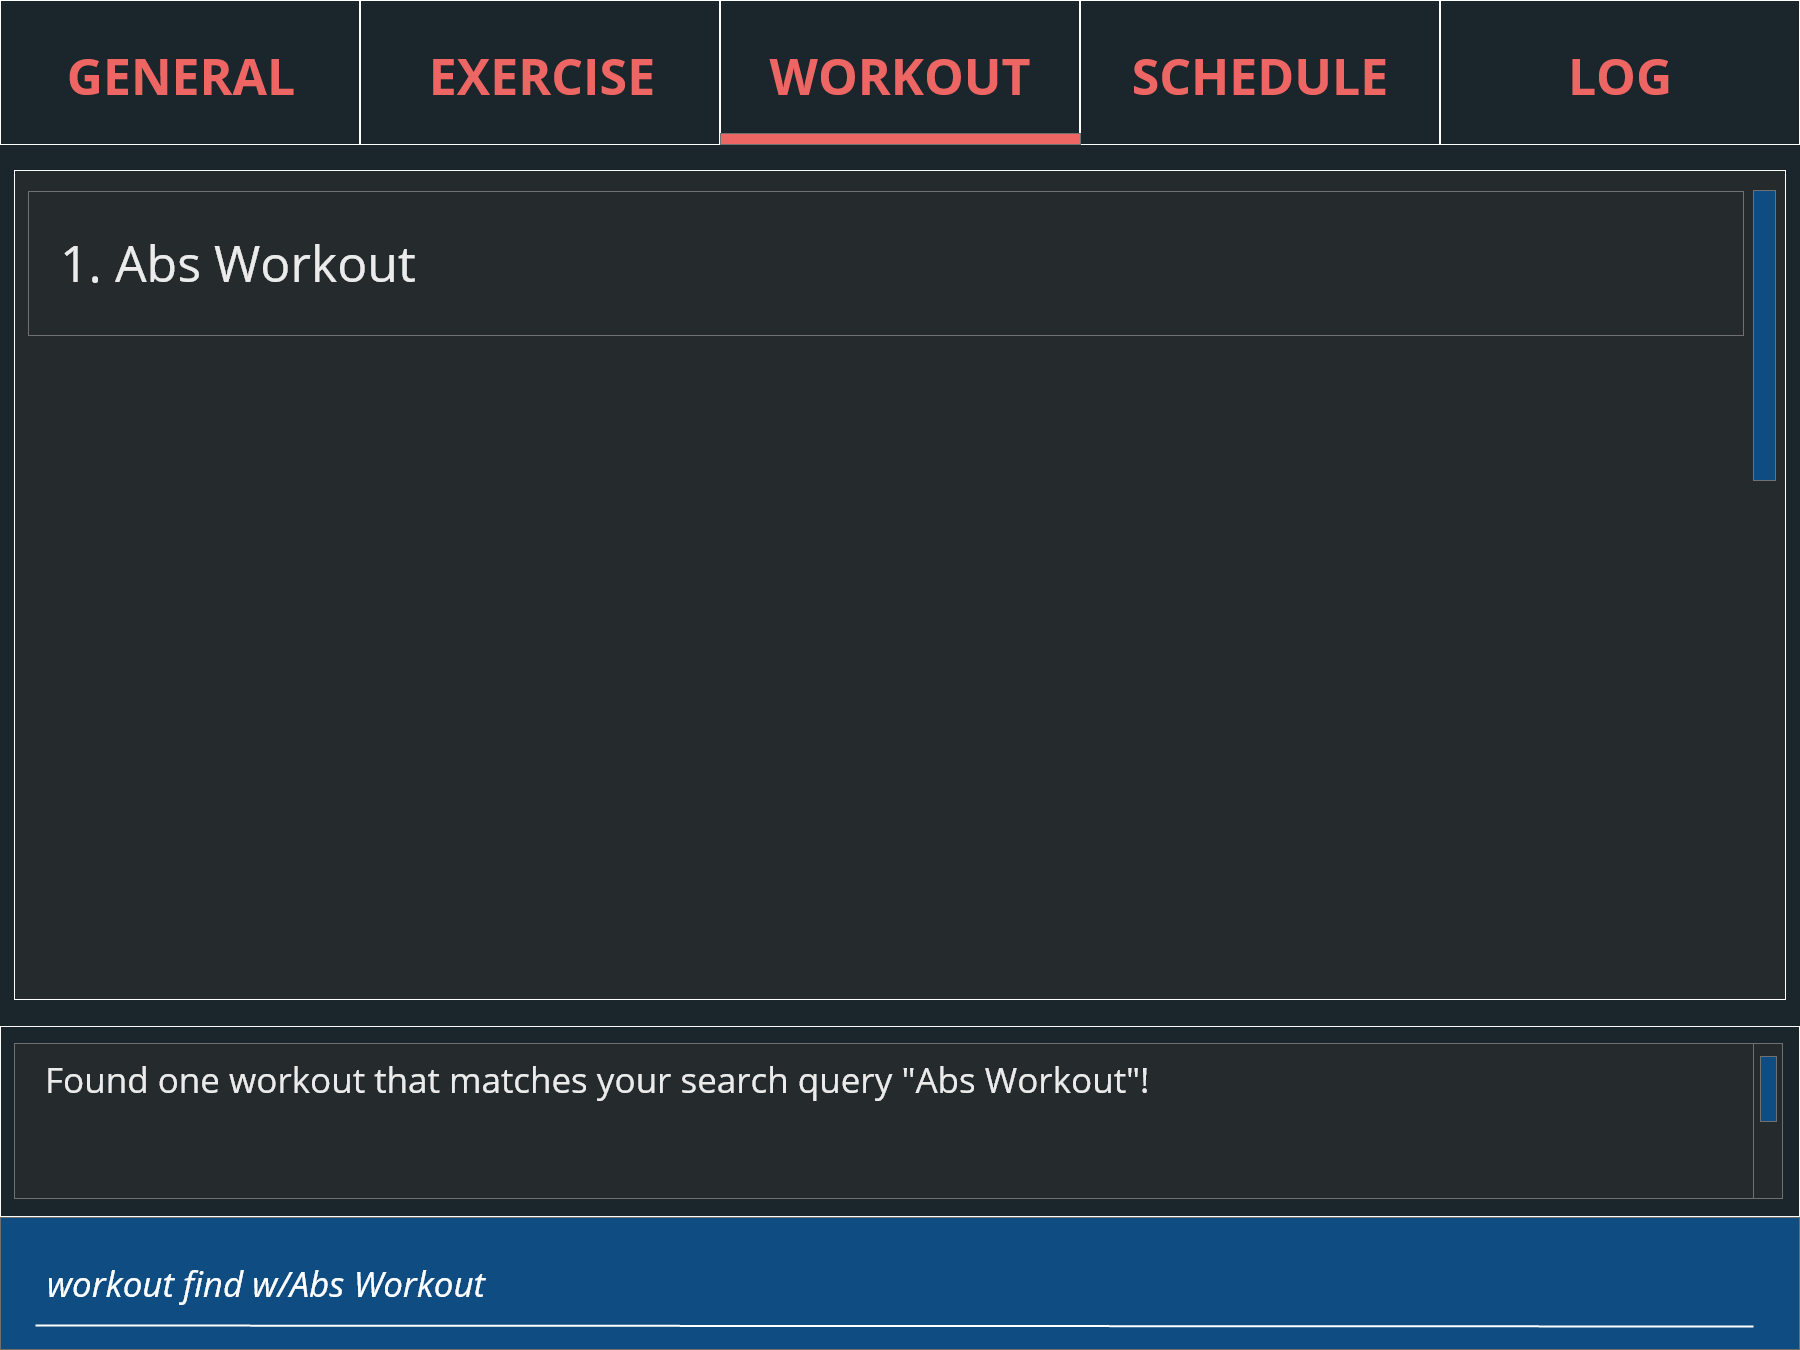 GENERAL EXERCISE WORKOUT SCHEDULE LOG
1. Abs Workout
Found one workout that matches your search query "Abs Workout"!
workout find w/Abs Workout